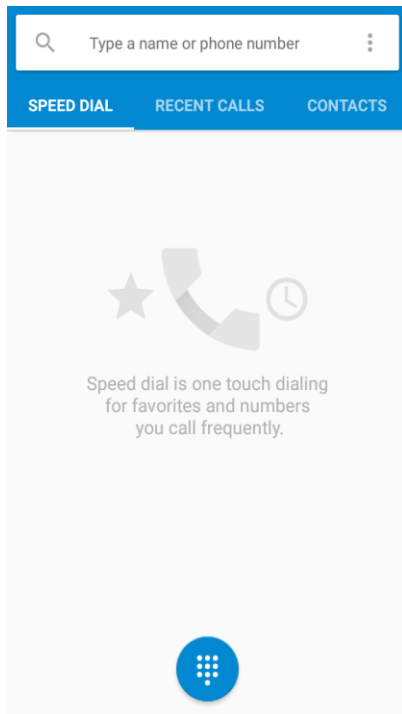 Type a name or phone number
SPEED DIAL RECENT CALLS CONTACTS
Speed dial is one touch dialing
for favorites and numbers
you call frequently.